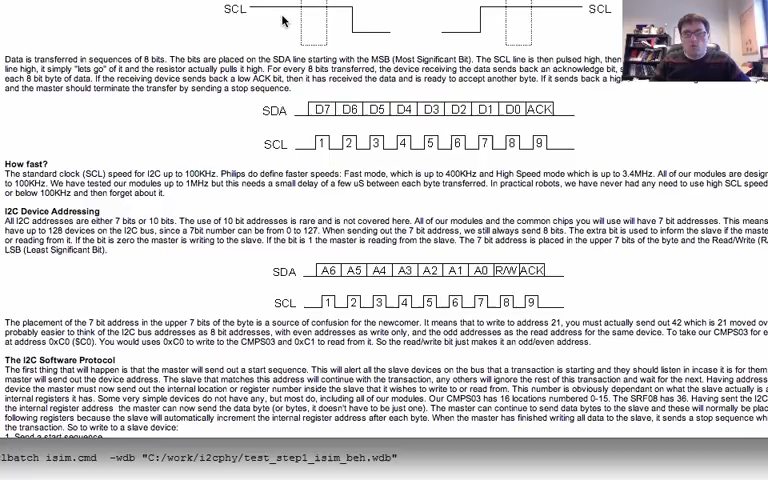 SCL SCL
Data is transferred in sequences of 8 bits. The bits are placed on the SDA line starting with the MSB (Most Significant Bit). The SCL line is then pulsed high, then
line high, it simply "lets go" of it and the resistor actually pulls it high. For every 8 bits transferred, the device receiving the data sends back an acknowledge bit,
each 8 bit byte of data. If the receiving device sends back a low ACK bit, then it has received the data and is ready to accept another byte. If it sends back a
and the master should terminate the transfer by sending a stop sequence.
SDA D7 D6 D5 D4 D3 D2 D1 D0 ACK
SCL 1 2 3 4 5 6 7 8 9
How fast?
The standard clock (SCL) speed for I2C up to 100KHz. Philips do define faster speeds: Fast mode, which is up to 400KHz and High Speed mode which is up to 3.4MHz. All of our modules are
to 100KHz. We have tested our modules up to 1MHz but this needs a small delay of a few uS between each byte transferred. In practical robots, we have never had any need to use high SCL speed
or below 100KHz and then forget about it.
I2C Device Addressing
All I2C addresses are either 7 bits or 10 bits. The use of 10 bit addresses is rare and is not covered here. All of our modules and the common chips you will use will have 7 bit addresses. This means
have up to 128 devices on the I2C bus, since a 7bit number can be from 0 to 127. When sending out the 7 bit address, we still always send 8 bits. The extra bit is used to inform the slave if the master
or reading from it. If the bit is zero the master is writing to the slave. If the bit is 1 the master is reading from the slave. The 7 bit address is placed in the upper 7 bits of the byte and the Read/Write
LSB (Least Significant Bit).
SDA A6 A5 A4 A3 A2 A1 A0 R/W ACK
SCL 1 2 3 4 5 6 7 8 9
The placement of the 7 bit address in the upper 7 bits of the byte is a source of confusion for the newcomer. It means that to write to address 21, you must actually send out 42 which is 21 moved
probably easier to think of the I2C bus addresses as 8 bit addresses, with even addresses as write only, and the odd addresses as the read address for the same device. To take our CMPS03 for
at address 0xC0 ($C0). You would uses 0xC0 to write to the CMPS03 and 0xC1 to read from it. So the read/write bit just makes it an odd/even address.
The I2C Software Protocol
The first thing that will happen is that the master will send out a start sequence. This will alert all the slave devices on the bus that a transaction is starting and they should listen in incase it is for them
master will send out the device address. The slave that matches this address will continue with the transaction, any others will ignore the rest of this transaction and wait for the next. Having
device the master must now send out the internal location or register number inside the slave that it wishes to write to or read from. This number is obviously dependant on what the slave actually is
internal registers it has. Some very simple devices do not have any, but most do, including all of our modules. Our CMPS03 has 16 locations numbered 0-15. The SRF08 has 36. Having sent the
the internal register address the master can now send the data byte (or bytes, it doesn't have to be just one). The master can continue to send data bytes to the slave and these will normally be
following registers because the slave will automatically increment the internal register address after each byte. When the master has finished writing all data to the slave, it sends a stop sequence
the transaction. So to write to a slave device:
1. Send a start sequence
lbatch isim.cmd -wdb "C:/work/i2cphy/test_step1_isim_beh.wdb"